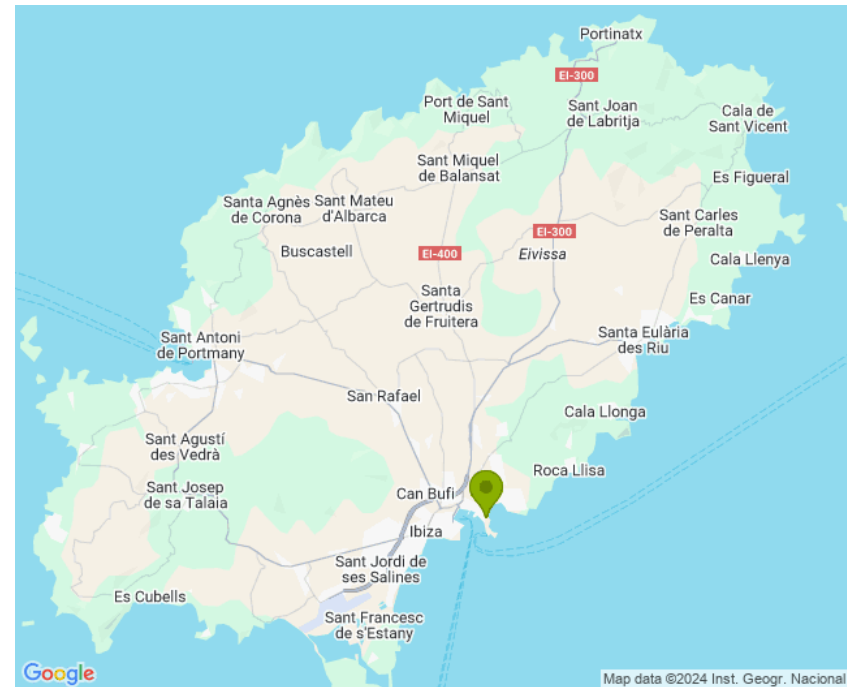 Portinatx
EI-300
Port de Sant
Miquel
Sant Joan
de Labritja
Cala de
Sant Vicent
Sant Miquel
de Balansat
Es Figueral
Santa Agnès
de Corona
Sant Mateu
d'Albarca
Sant Carles
de Peralta
EI-300
Buscastell
EI-400
Eivissa
Cala Llenya
Santa
Gertrudis
de Fruitera
Es Canar
Sant Antoni
de Portmany
Santa Eulària
des Riu
San Rafael
Cala Llonga
Sant Agustí
des Vedrà
Roca Llisa
Sant Josep
de sa Talaia
Can Bufi
Ibiza
Sant Jordi de
ses Salines
Es Cubells
Sant Francesc
de s'Estany
Google
Map data ©2024 Inst. Geogr. Nacional